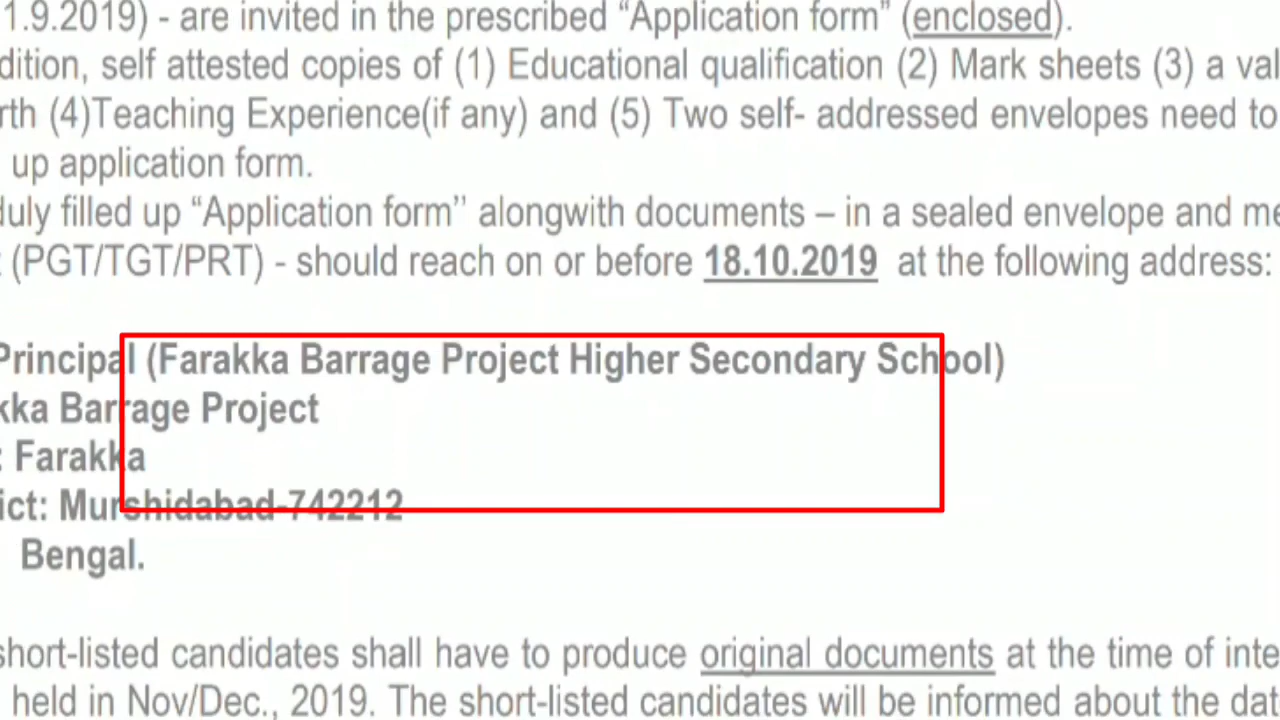 1.9.2019) - are invited in the prescribed “Application form” (enclosed).
dition, self attested copies of (1) Educational qualification (2) Mark sheets (3) a val
rth (4)Teaching Experience(if any) and (5) Two self- addressed envelopes need to
up application form.
duly filled up “Application form’’ alongwith documents – in a sealed envelope and me
(PGT/TGT/PRT) - should reach on or before 18.10.2019 at the following address:
Principal (Farakka Barrage Project Higher Secondary School)
kka Barrage Project
: Farakka
ict: Murshidabad-742212
Bengal.
short-listed candidates shall have to produce original documents at the time of inte
held in Nov/Dec., 2019. The short-listed candidates will be informed about the dat